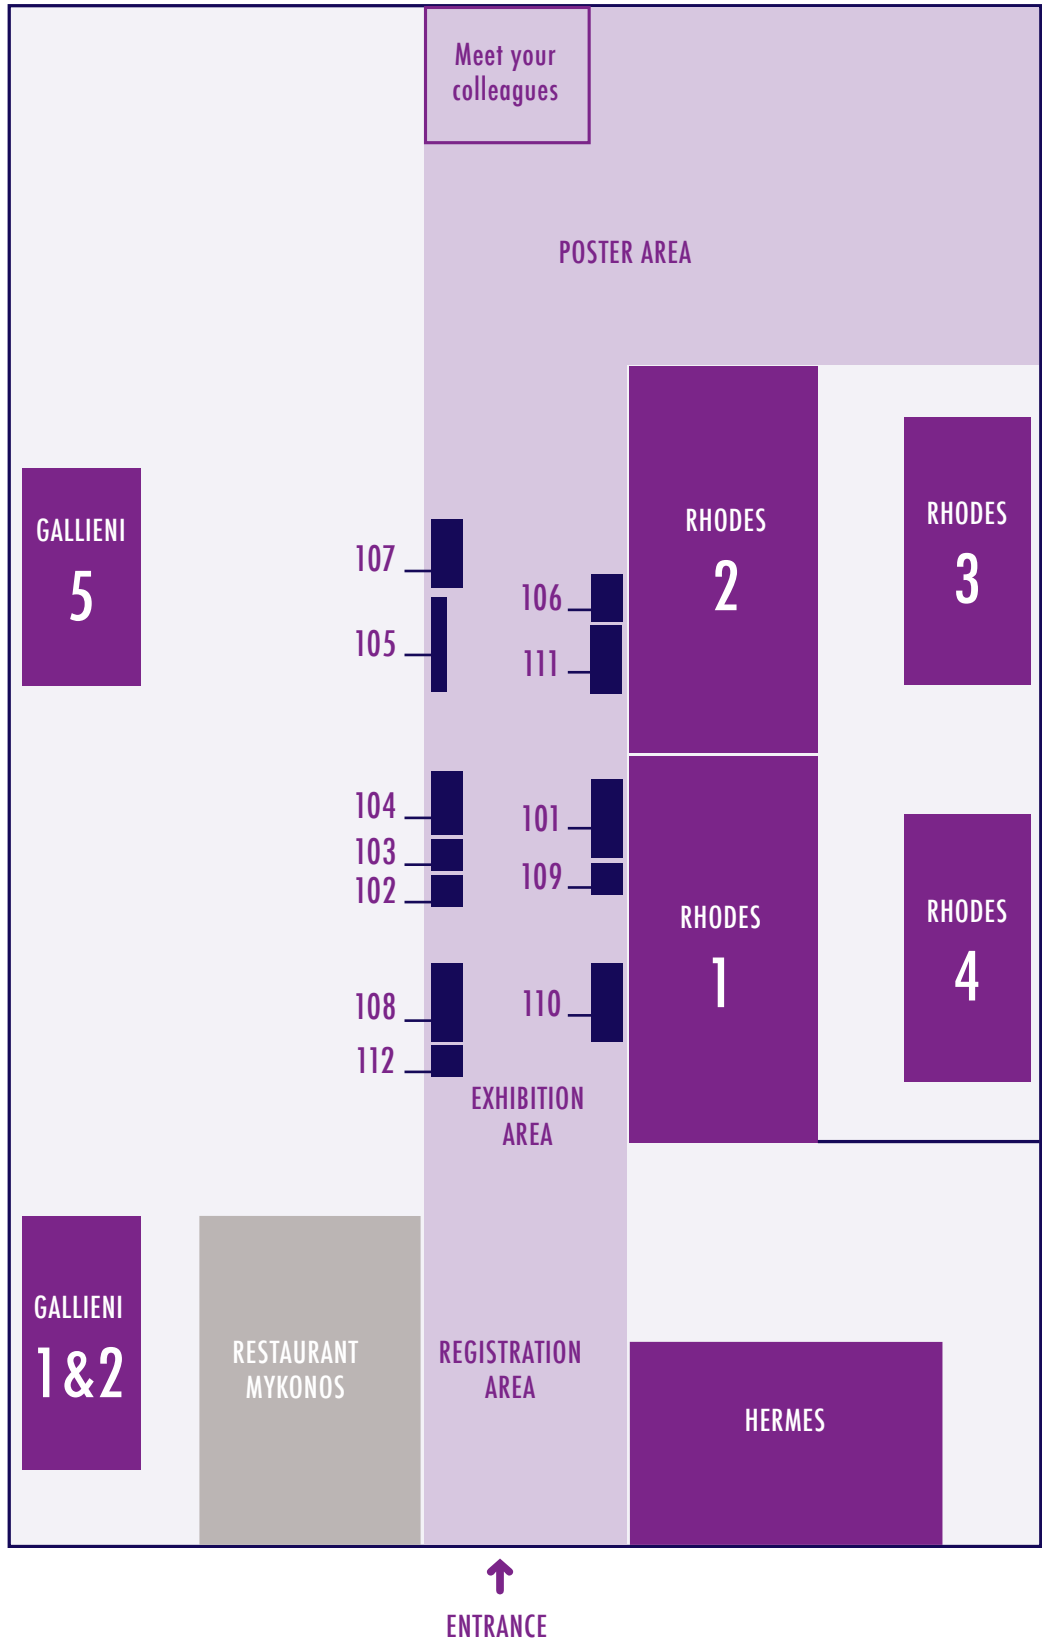 Meet your
colleagues
POSTER AREA
GALLIENI
5
107
105
106
111
RHODES
2
RHODES
3
104
103
102
101
109
RHODES
1
RHODES
4
108
112
110
EXHIBITION
AREA
GALLIENI
1&2
RESTAURANT
MYKONOS
REGISTRATION
AREA
HERMES
ENTRANCE